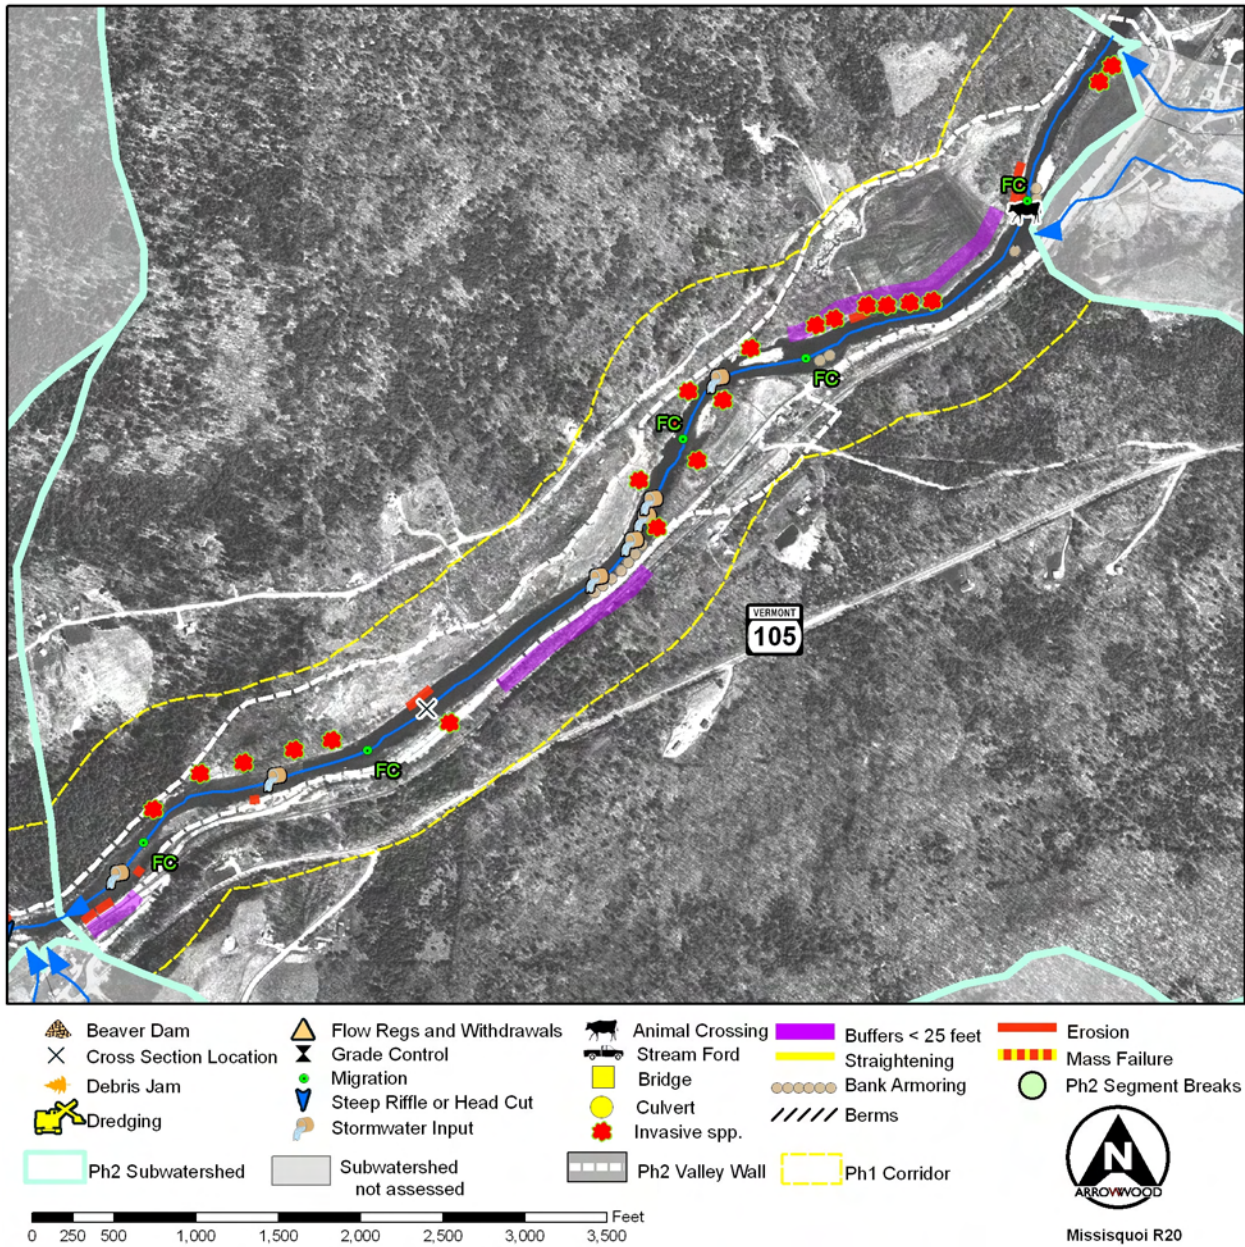 FC
FC
FC
VERMONT
105
FC
FC
Beaver Dam
Flow Regs and Withdrawals
Animal Crossing
Buffers < 25 feet
Erosion
Cross Section Location
Grade Control
Stream Ford
Straightening
Mass Failure
Debris Jam
Migration
Bridge
Bank Armoring
Ph2 Segment Breaks
Dredging
Steep Riffle or Head Cut
Culvert
Berms
Stormwater Input
Invasive spp.
Ph2 Subwatershed
Subwatershed
not assessed
Ph2 Valley Wall
Ph1 Corridor
N
ARROWWOOD
Feet
0 250 500 1,000 1,500 2,000 2,500 3,000 3,500
Missisquoi R20